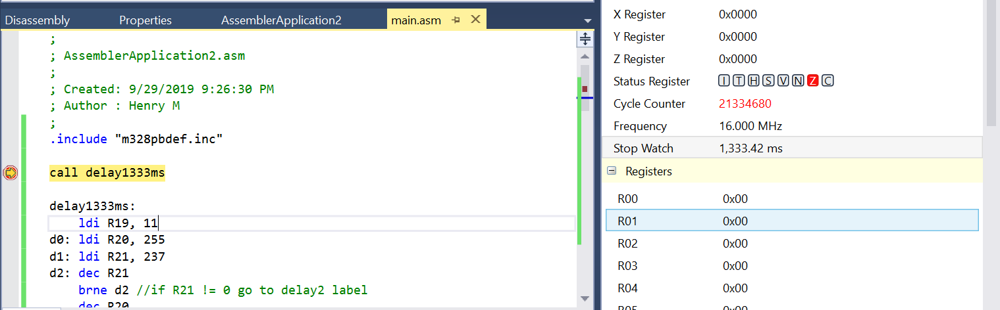 Disassembly Properties AssemblerApplication2 main.asm
;
; AssemblerApplication2.asm
;
; Created: 9/29/2019 9:26:30 PM
; Author : Henry M
;
.include "m328pbdef.inc"
call delay1333ms
delay1333ms:
ldi R19, 11
d0: ldi R20, 255
d1: ldi R21, 237
d2: dec R21
brne d2 //if R21 != 0 go to delay2 label
dec R20
X Register 0x0000
Y Register 0x0000
Z Register 0x0000
Status Register I T H S V N Z C
Cycle Counter 21334680
Frequency 16.000 MHz
Stop Watch 1,333.42 ms
Registers
R00 0x00
R01 0x00
R02 0x00
R03 0x00
R04 0x00
R05 0x00